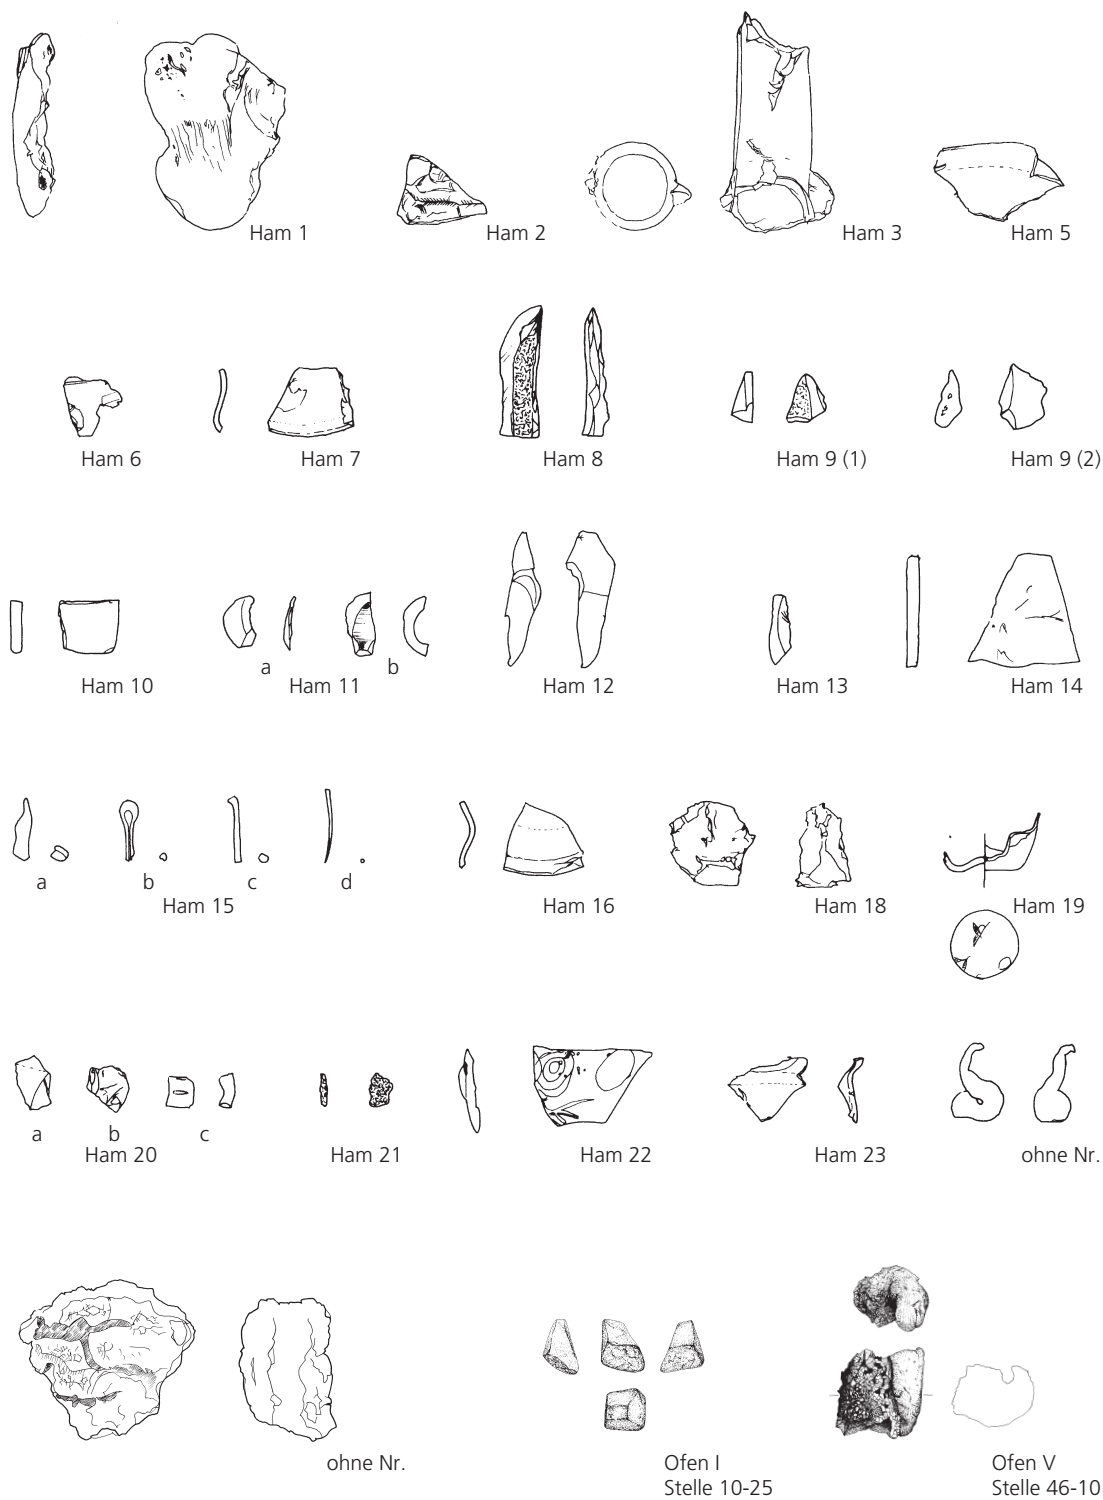 Ham 1
Ham 2
Ham 3
Ham 5
Ham 6
Ham 7
Ham 8
Ham 9 (1)
Ham 9 (2)
Ham 10
a
b
Ham 11
Ham 12
Ham 13
Ham 14
a
b
c
d
Ham 15
Ham 16
Ham 18
Ham 19
a
b
c
Ham 20
Ham 21
Ham 22
Ham 23
ohne Nr.
ohne Nr.
Ofen I
Stelle 10-25
Ofen V
Stelle 46-10